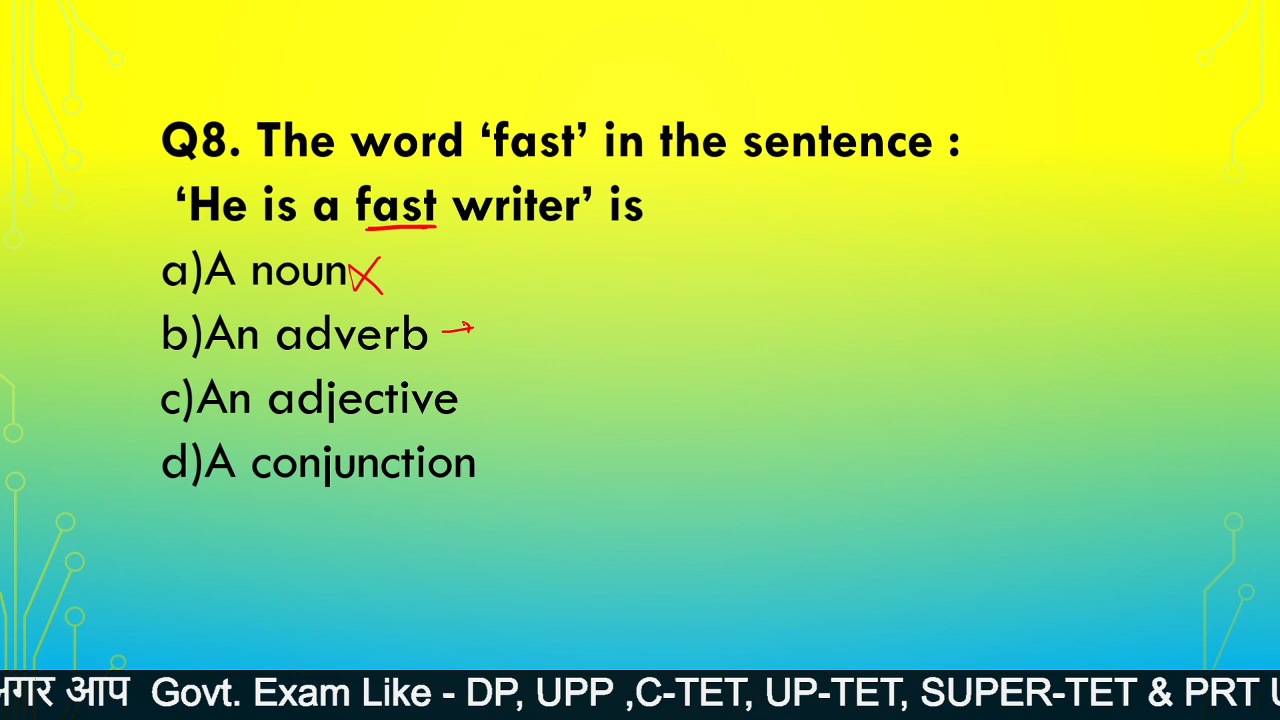 Q8. The word ‘fast’ in the sentence :
‘He is a fast writer’ is
a)A noun
b)An adverb
c)An adjective
d)A conjunction
अगर आप Govt. Exam Like - DP, UPP ,C-TET, UP-TET, SUPER-TET & PRT